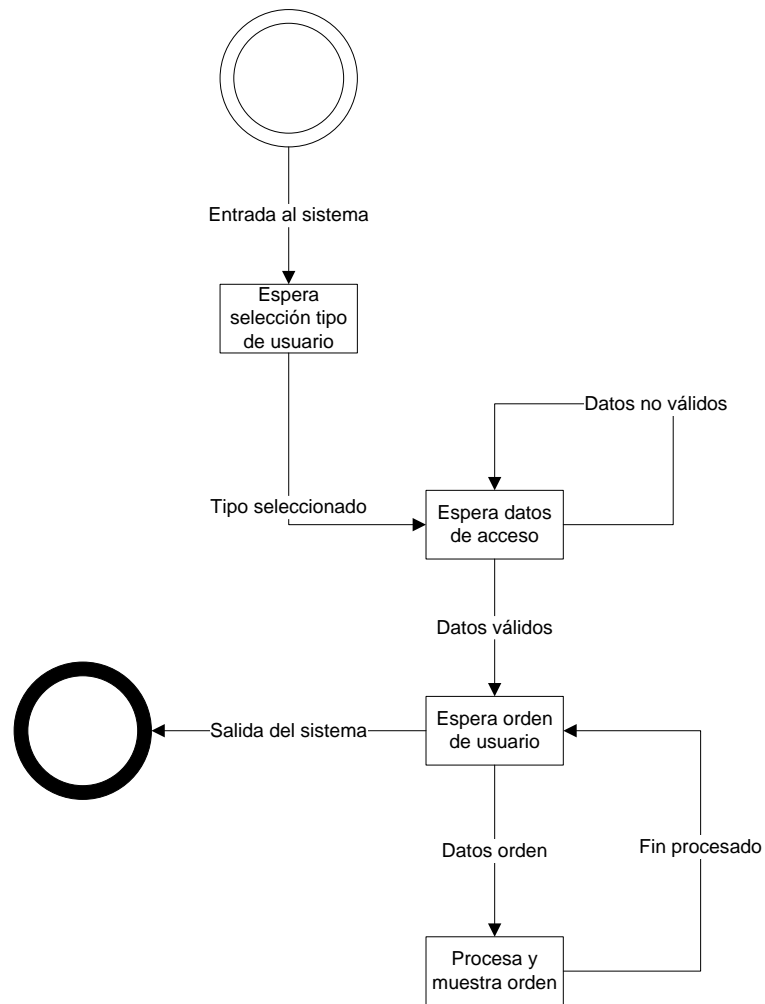 Entrada al sistema
Espera
selección tipo
de usuario
Datos no válidos
Tipo seleccionado
Espera datos
de acceso
Datos válidos
Salida del sistema
Espera orden
de usuario
Datos orden
Fin procesado
Procesa y
muestra orden